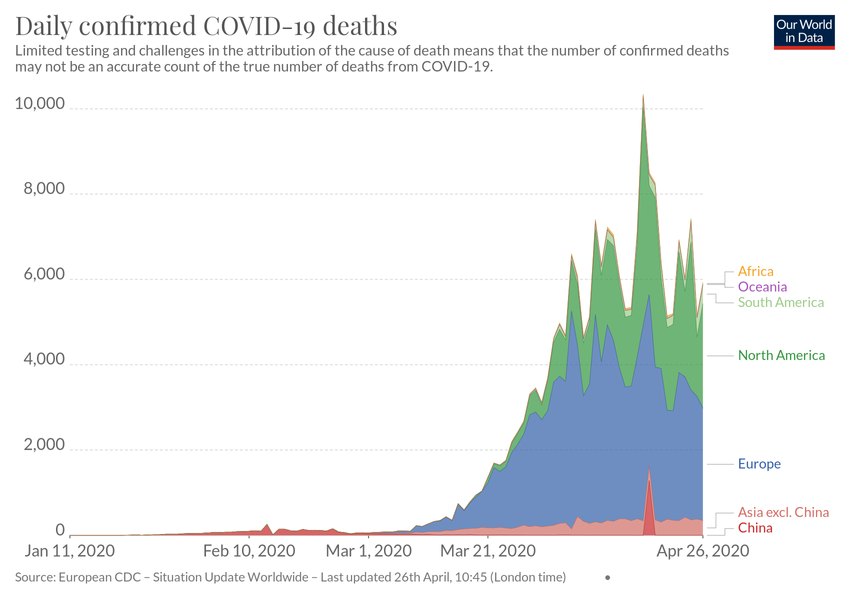 Daily confirmed COVID-19 deaths
Our World
in Data
Limited testing and challenges in the attribution of the cause of death means that the number of confirmed deaths
may not be an accurate count of the true number of deaths from COVID-19.
10,000
8,000
6,000
4,000
2,000
0
Africa
Oceania
South America
North America
Europe
Asia excl. China
China
Jan 11, 2020
Feb 10, 2020
Mar 1, 2020
Mar 21, 2020
Apr 26, 2020
Source: European CDC – Situation Update Worldwide – Last updated 26th April, 10:45 (London time)